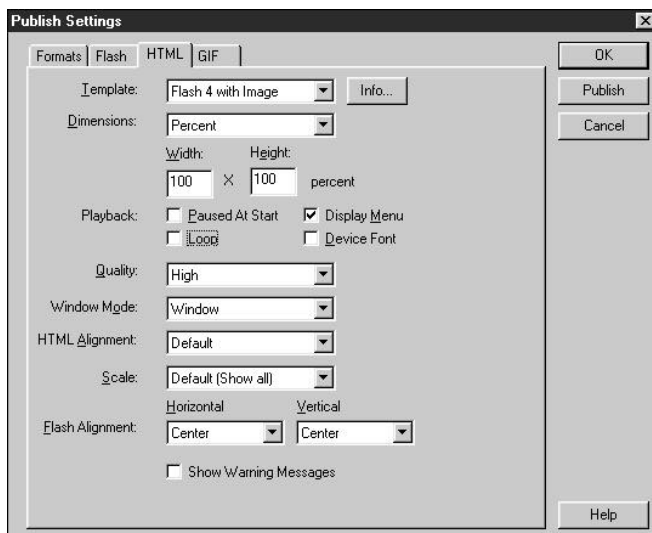 Publish Settings
Formats Flash HTML GIF
OK
Publish
Cancel
Template: Flash 4 with Image Info...
Dimensions: Percent
Width: Height:
100 X 100 percent
Playback: Paused At Start Display Menu
Loop Device Font
Quality: High
Window Mode: Window
HTML Alignment: Default
Scale: Default (Show all)
Horizontal Vertical
Flash Alignment: Center Center
Show Warning Messages
Help